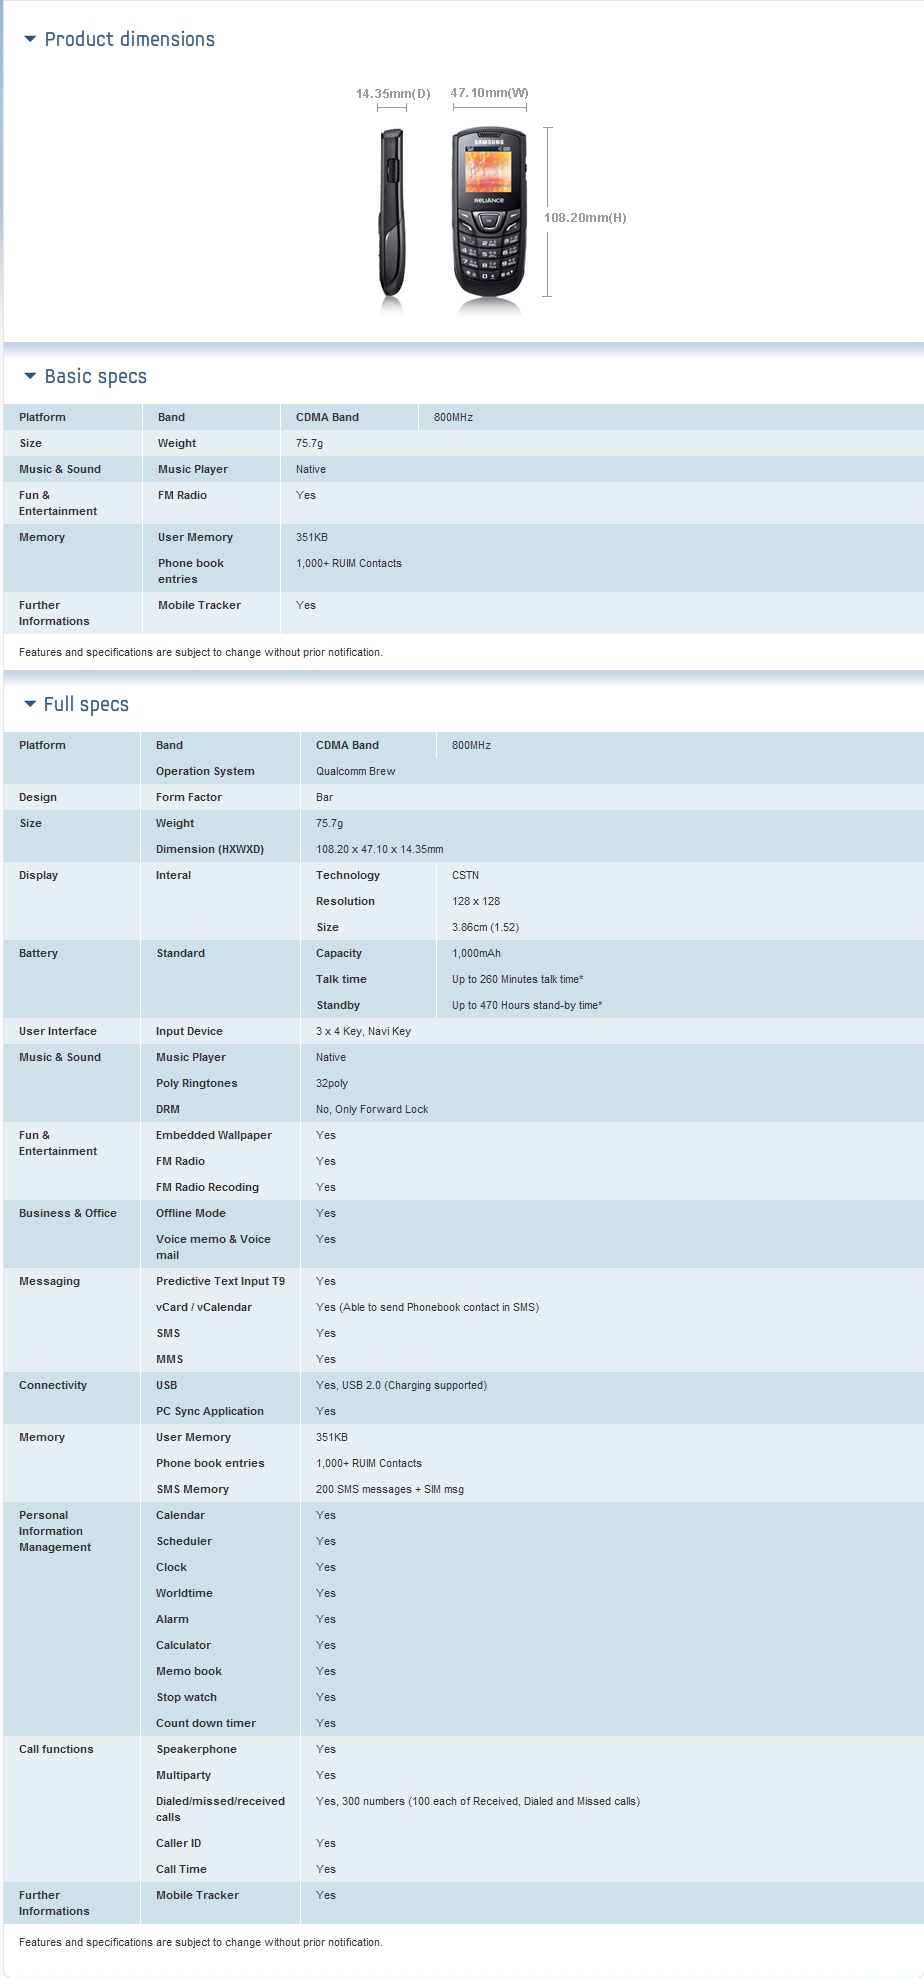 Product dimensions
14.35mm(D) 47.10mm(W)
SAMSUNG
RELIANCE
108.20mm(H)
Basic specs
Platform Band CDMA Band 800MHz
Size Weight 75.7g
Music & Sound Music Player Native
Fun & Entertainment FM Radio Yes
Memory User Memory 351KB
Phone book entries 1,000+ RUIM Contacts
Further Informations Mobile Tracker Yes
Features and specifications are subject to change without prior notification.
Full specs
Platform Band CDMA Band 800MHz
Operation System Qualcomm Brew
Design Form Factor Bar
Size Weight 75.7g
Dimension (HXWXD) 108.20 x 47.10 x 14.35mm
Display Interal Technology CSTN
Resolution 128 x 128
Size 3.86cm (1.52)
Battery Standard Capacity 1,000mAh
Talk time Up to 260 Minutes talk time*
Standby Up to 470 Hours stand-by time*
User Interface Input Device 3 x 4 Key, Navi Key
Music & Sound Music Player Native
Poly Ringtones 32poly
DRM No, Only Forward Lock
Fun & Entertainment Embedded Wallpaper Yes
FM Radio Yes
FM Radio Recoding Yes
Business & Office Offline Mode Yes
Voice memo & Voice mail Yes
Messaging Predictive Text Input T9 Yes
vCard / vCalendar Yes (Able to send Phonebook contact in SMS)
SMS Yes
MMS Yes
Connectivity USB Yes, USB 2.0 (Charging supported)
PC Sync Application Yes
Memory User Memory 351KB
Phone book entries 1,000+ RUIM Contacts
SMS Memory 200 SMS messages + SIM msg
Personal Information Management Calendar Yes
Scheduler Yes
Clock Yes
Worldtime Yes
Alarm Yes
Calculator Yes
Memo book Yes
Stop watch Yes
Count down timer Yes
Call functions Speakerphone Yes
Multiparty Yes
Dialed/missed/received calls Yes, 300 numbers (100 each of Received, Dialed and Missed calls)
Caller ID Yes
Call Time Yes
Further Informations Mobile Tracker Yes
Features and specifications are subject to change without prior notification.